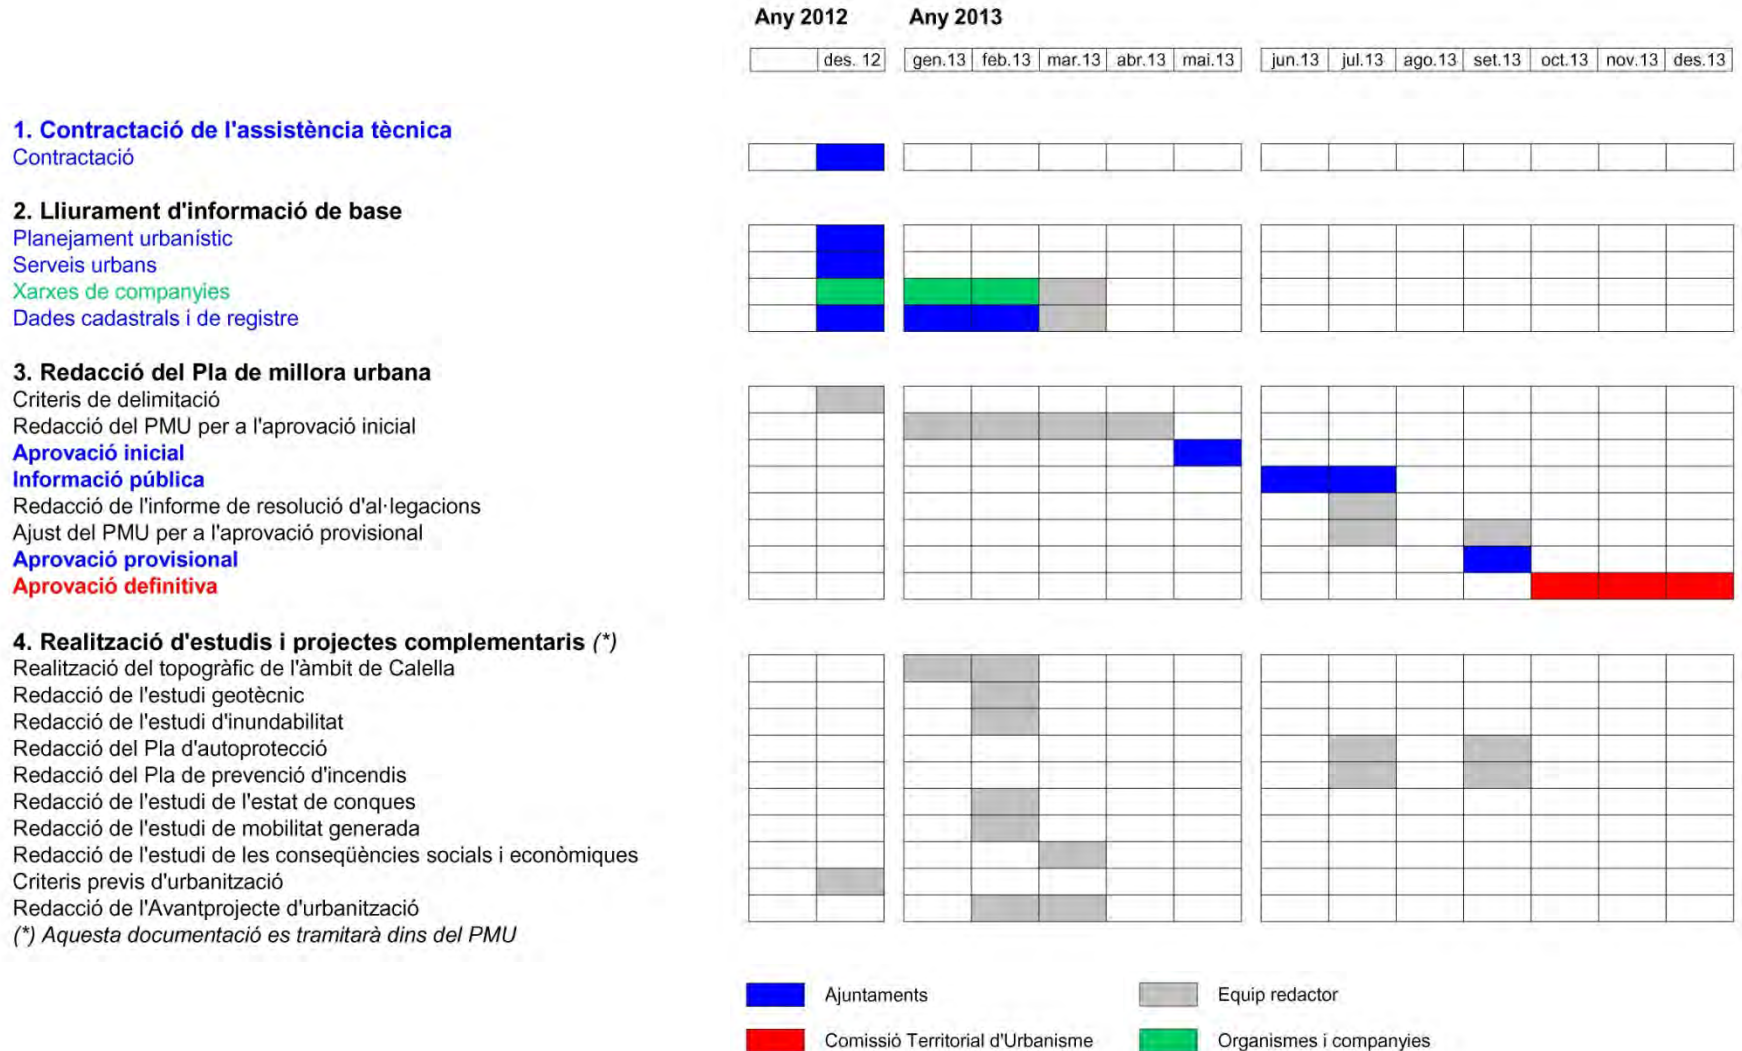 Any 2012 Any 2013
des. 12 gen.13 feb.13 mar.13 abr.13 mai.13 jun.13 jul.13 ago.13 set.13 oct.13 nov.13 des.13
1. Contractació de l'assistència tècnica
Contractació
2. Lliurament d'informació de base
Planejament urbanístic
Serveis urbans
Xarxes de companyies
Dades cadastrals i de registre
3. Redacció del Pla de millora urbana
Criteris de delimitació
Redacció del PMU per a l'aprovació inicial
Aprovació inicial
Informació pública
Redacció de l'informe de resolució d'al·legacions
Ajust del PMU per a l'aprovació provisional
Aprovació provisional
Aprovació definitiva
4. Realització d'estudis i projectes complementaris (*)
Realització del topogràfic de l'àmbit de Calella
Redacció de l'estudi geotècnic
Redacció de l'estudi d'inundabilitat
Redacció del Pla d'autoprotecció
Redacció del Pla de prevenció d'incendis
Redacció de l'estudi de l'estat de conques
Redacció de l'estudi de mobilitat generada
Redacció de l'estudi de les conseqüències socials i econòmiques
Criteris previs d'urbanització
Redacció de l'Avantprojecte d'urbanització
(*) Aquesta documentació es tramitarà dins del PMU
Ajuntaments Equip redactor
Comissió Territorial d'Urbanisme Organismes i companyies